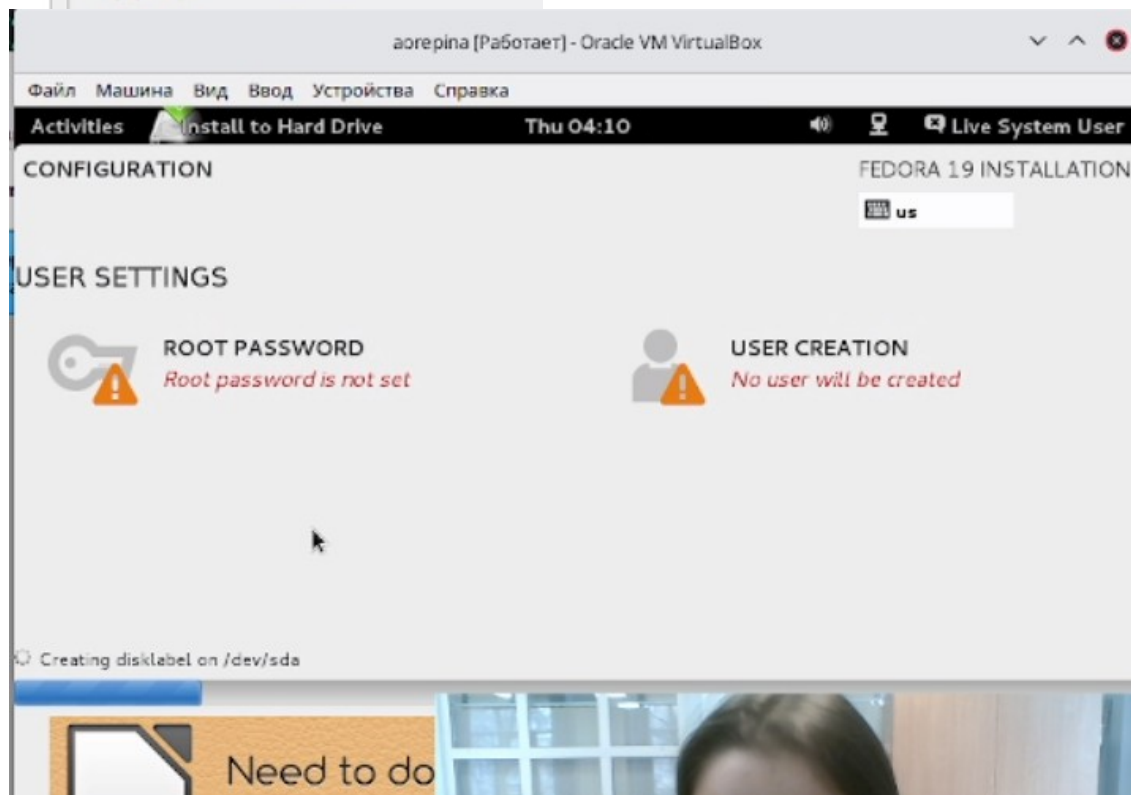 aorepina [Работает] - Oracle VM VirtualBox
Файл Машина Вид Ввод Устройства Справка
Activities Install to Hard Drive Thu 04:10 Live System User
CONFIGURATION FEDORA 19 INSTALLATION
us
USER SETTINGS
ROOT PASSWORD
Root password is not set
USER CREATION
No user will be created
Creating disklabel on /dev/sda
Need to do